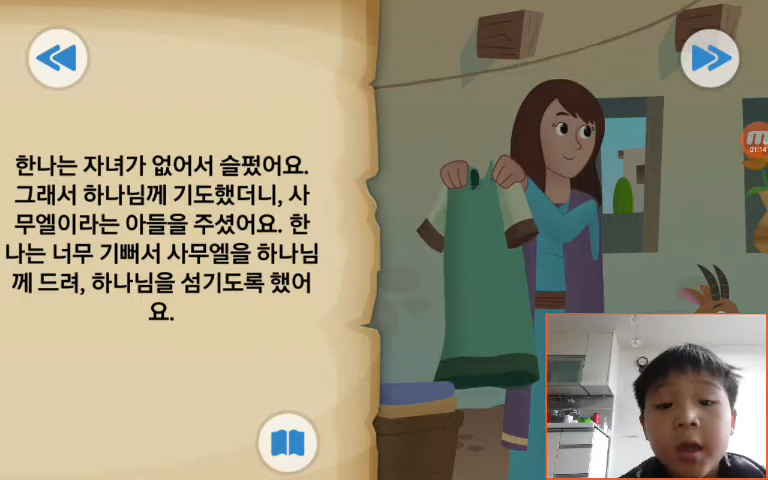 한나는 자녀가 없어서 슬펐어요.
그래서 하나님께 기도했더니, 사
무엘이라는 아들을 주셨어요. 한
나는 너무 기뻐서 사무엘을 하나님
께 드려, 하나님을 섬기도록 했어
요.
01:14